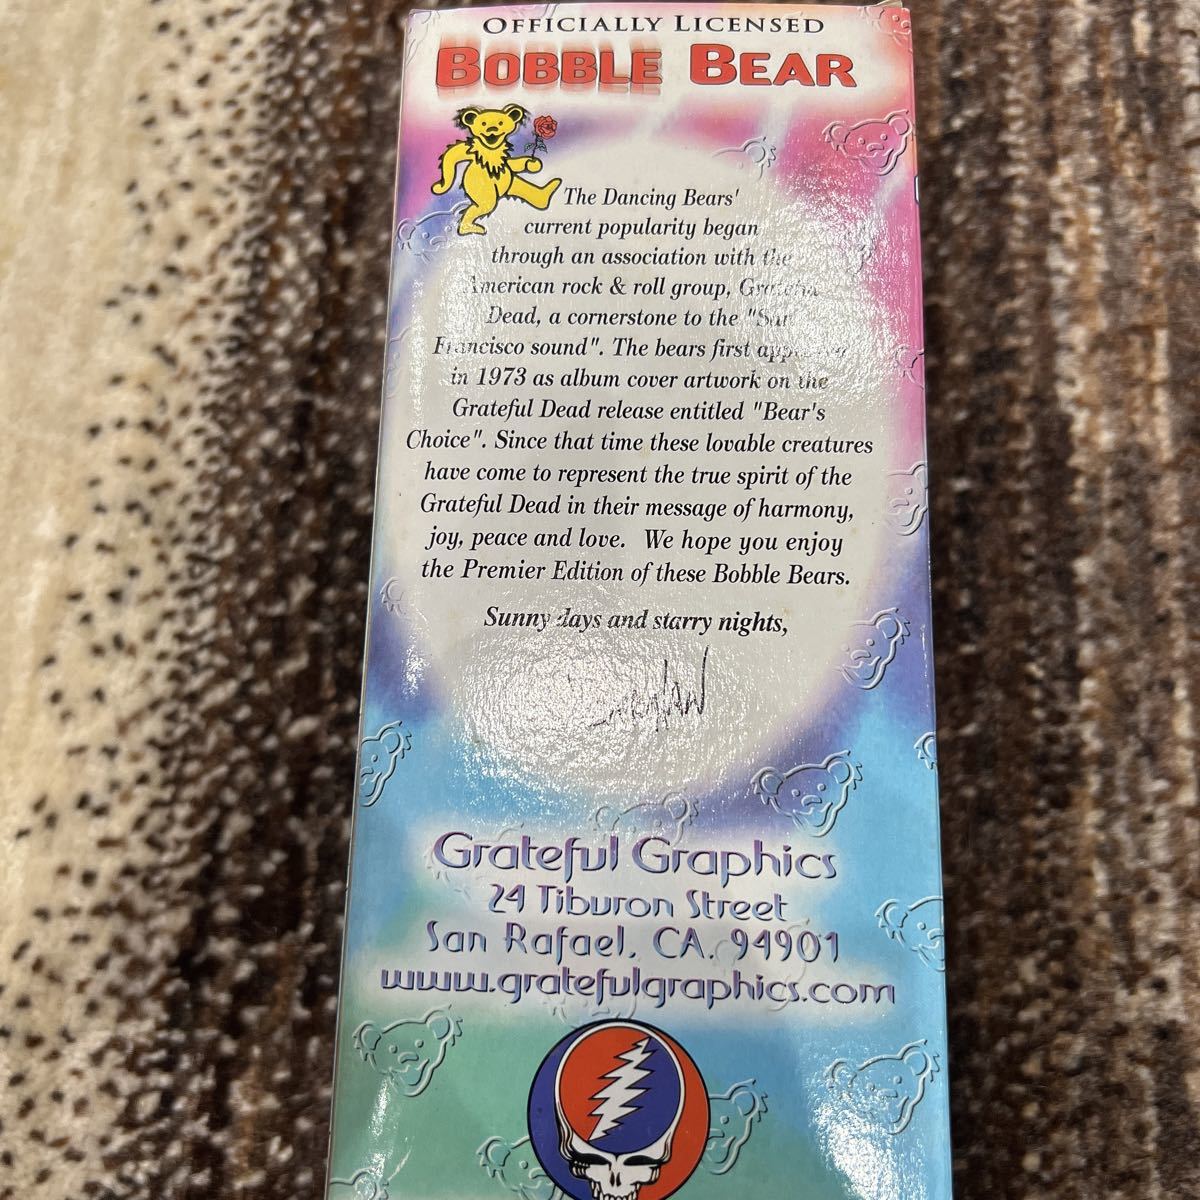 OFFICIALLY LICENSED
BOBBLE BEAR
The Dancing Bears'
current popularity began
through an association with the
American rock & roll group, Grateful
Dead, a cornerstone to the "San
Francisco sound". The bears first appeared
in 1973 as album cover artwork on the
Grateful Dead release entitled "Bear's
Choice". Since that time these lovable creatures
have come to represent the true spirit of the
Grateful Dead in their message of harmony,
joy, peace and love. We hope you enjoy
the Premier Edition of these Bobble Bears.
Sunny days and starry nights,
Grateful Graphics
24 Tiburon Street
San Rafael, CA. 94901
www.gratefulgraphics.com